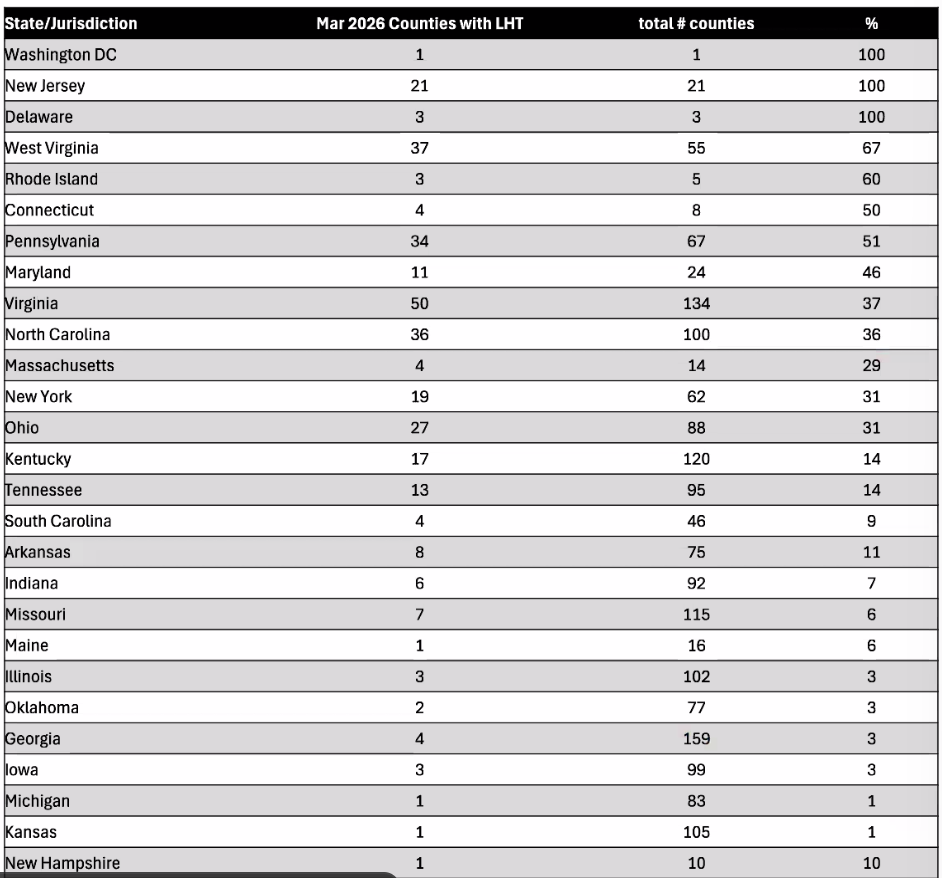 State/Jurisdiction Mar 2026 Counties with LHT total # counties %
Washington DC 1 1 100
New Jersey 21 21 100
Delaware 3 3 100
West Virginia 37 55 67
Rhode Island 3 5 60
Connecticut 4 8 50
Pennsylvania 34 67 51
Maryland 11 24 46
Virginia 50 134 37
North Carolina 36 100 36
Massachusetts 4 14 29
New York 19 62 31
Ohio 27 88 31
Kentucky 17 120 14
Tennessee 13 95 14
South Carolina 4 46 9
Arkansas 8 75 11
Indiana 6 92 7
Missouri 7 115 6
Maine 1 16 6
Illinois 3 102 3
Oklahoma 2 77 3
Georgia 4 159 3
Iowa 3 99 3
Michigan 1 83 1
Kansas 1 105 1
New Hampshire 1 10 10